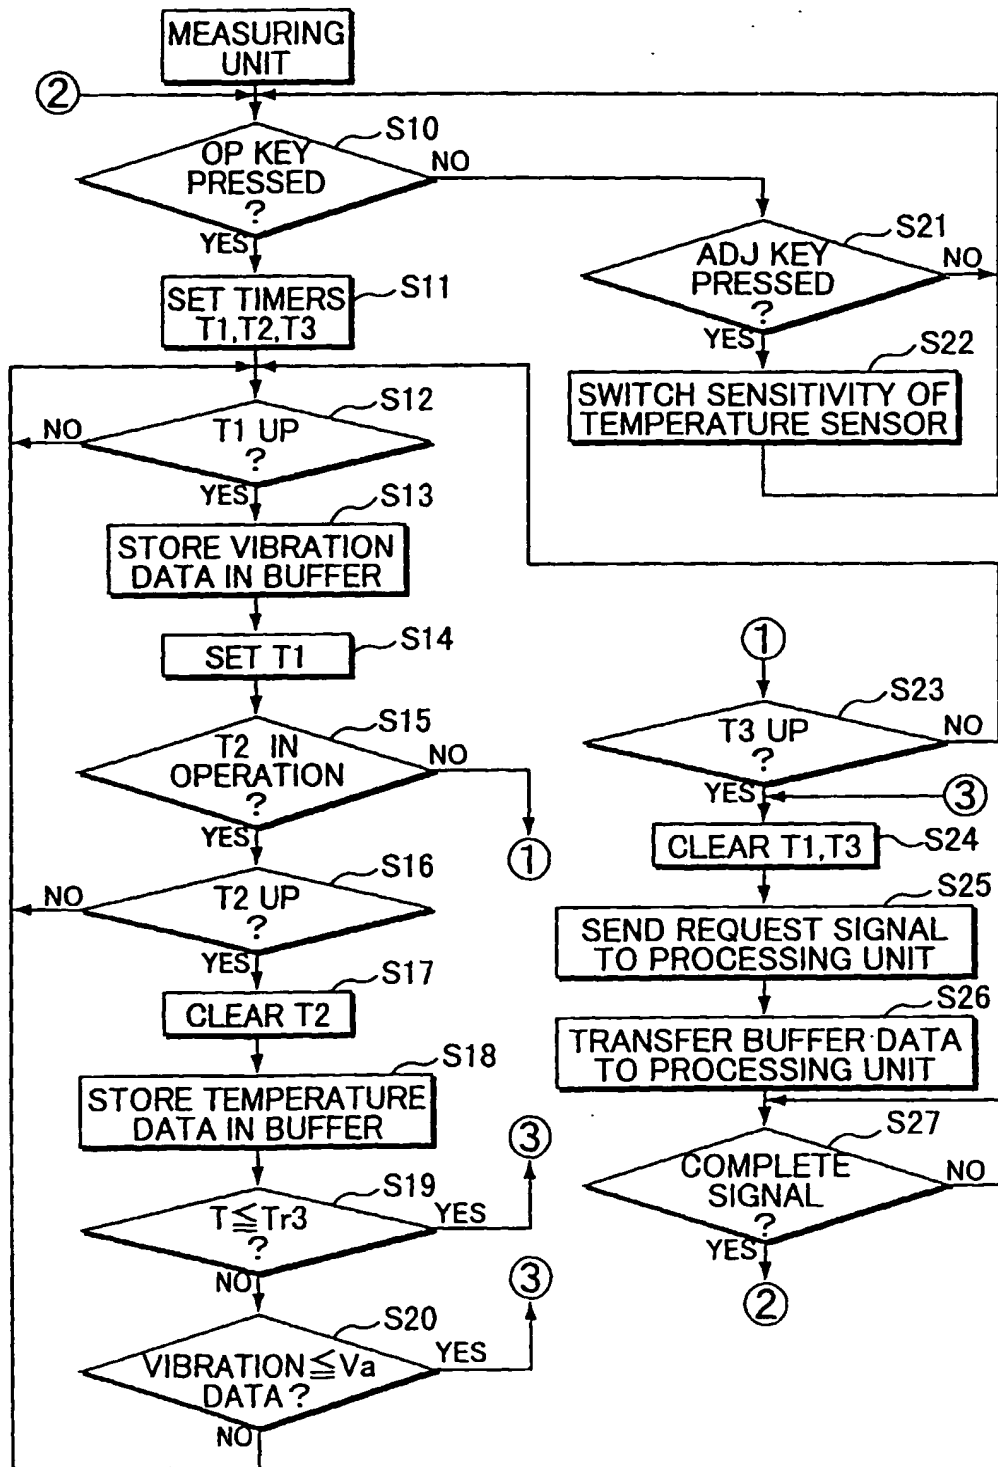 MEASURING
UNIT
②
S10
OP KEY
PRESSED
?
NO
YES
S11
SET TIMERS
T1,T2,T3
S12
T1 UP
?
NO
YES
S13
STORE VIBRATION
DATA IN BUFFER
S14
SET T1
S15
T2 IN
OPERATION
?
NO
YES
①
S16
T2 UP
?
NO
YES
S17
CLEAR T2
S18
STORE TEMPERATURE
DATA IN BUFFER
S19
T≦Tr3
?
YES
③
NO
S20
VIBRATION≦Va
DATA?
YES
③
NO
S21
ADJ KEY
PRESSED
?
NO
YES
S22
SWITCH SENSITIVITY OF
TEMPERATURE SENSOR
①
S23
T3 UP
?
NO
YES
③
S24
CLEAR T1,T3
S25
SEND REQUEST SIGNAL
TO PROCESSING UNIT
S26
TRANSFER BUFFER DATA
TO PROCESSING UNIT
S27
COMPLETE
SIGNAL
?
NO
YES
②